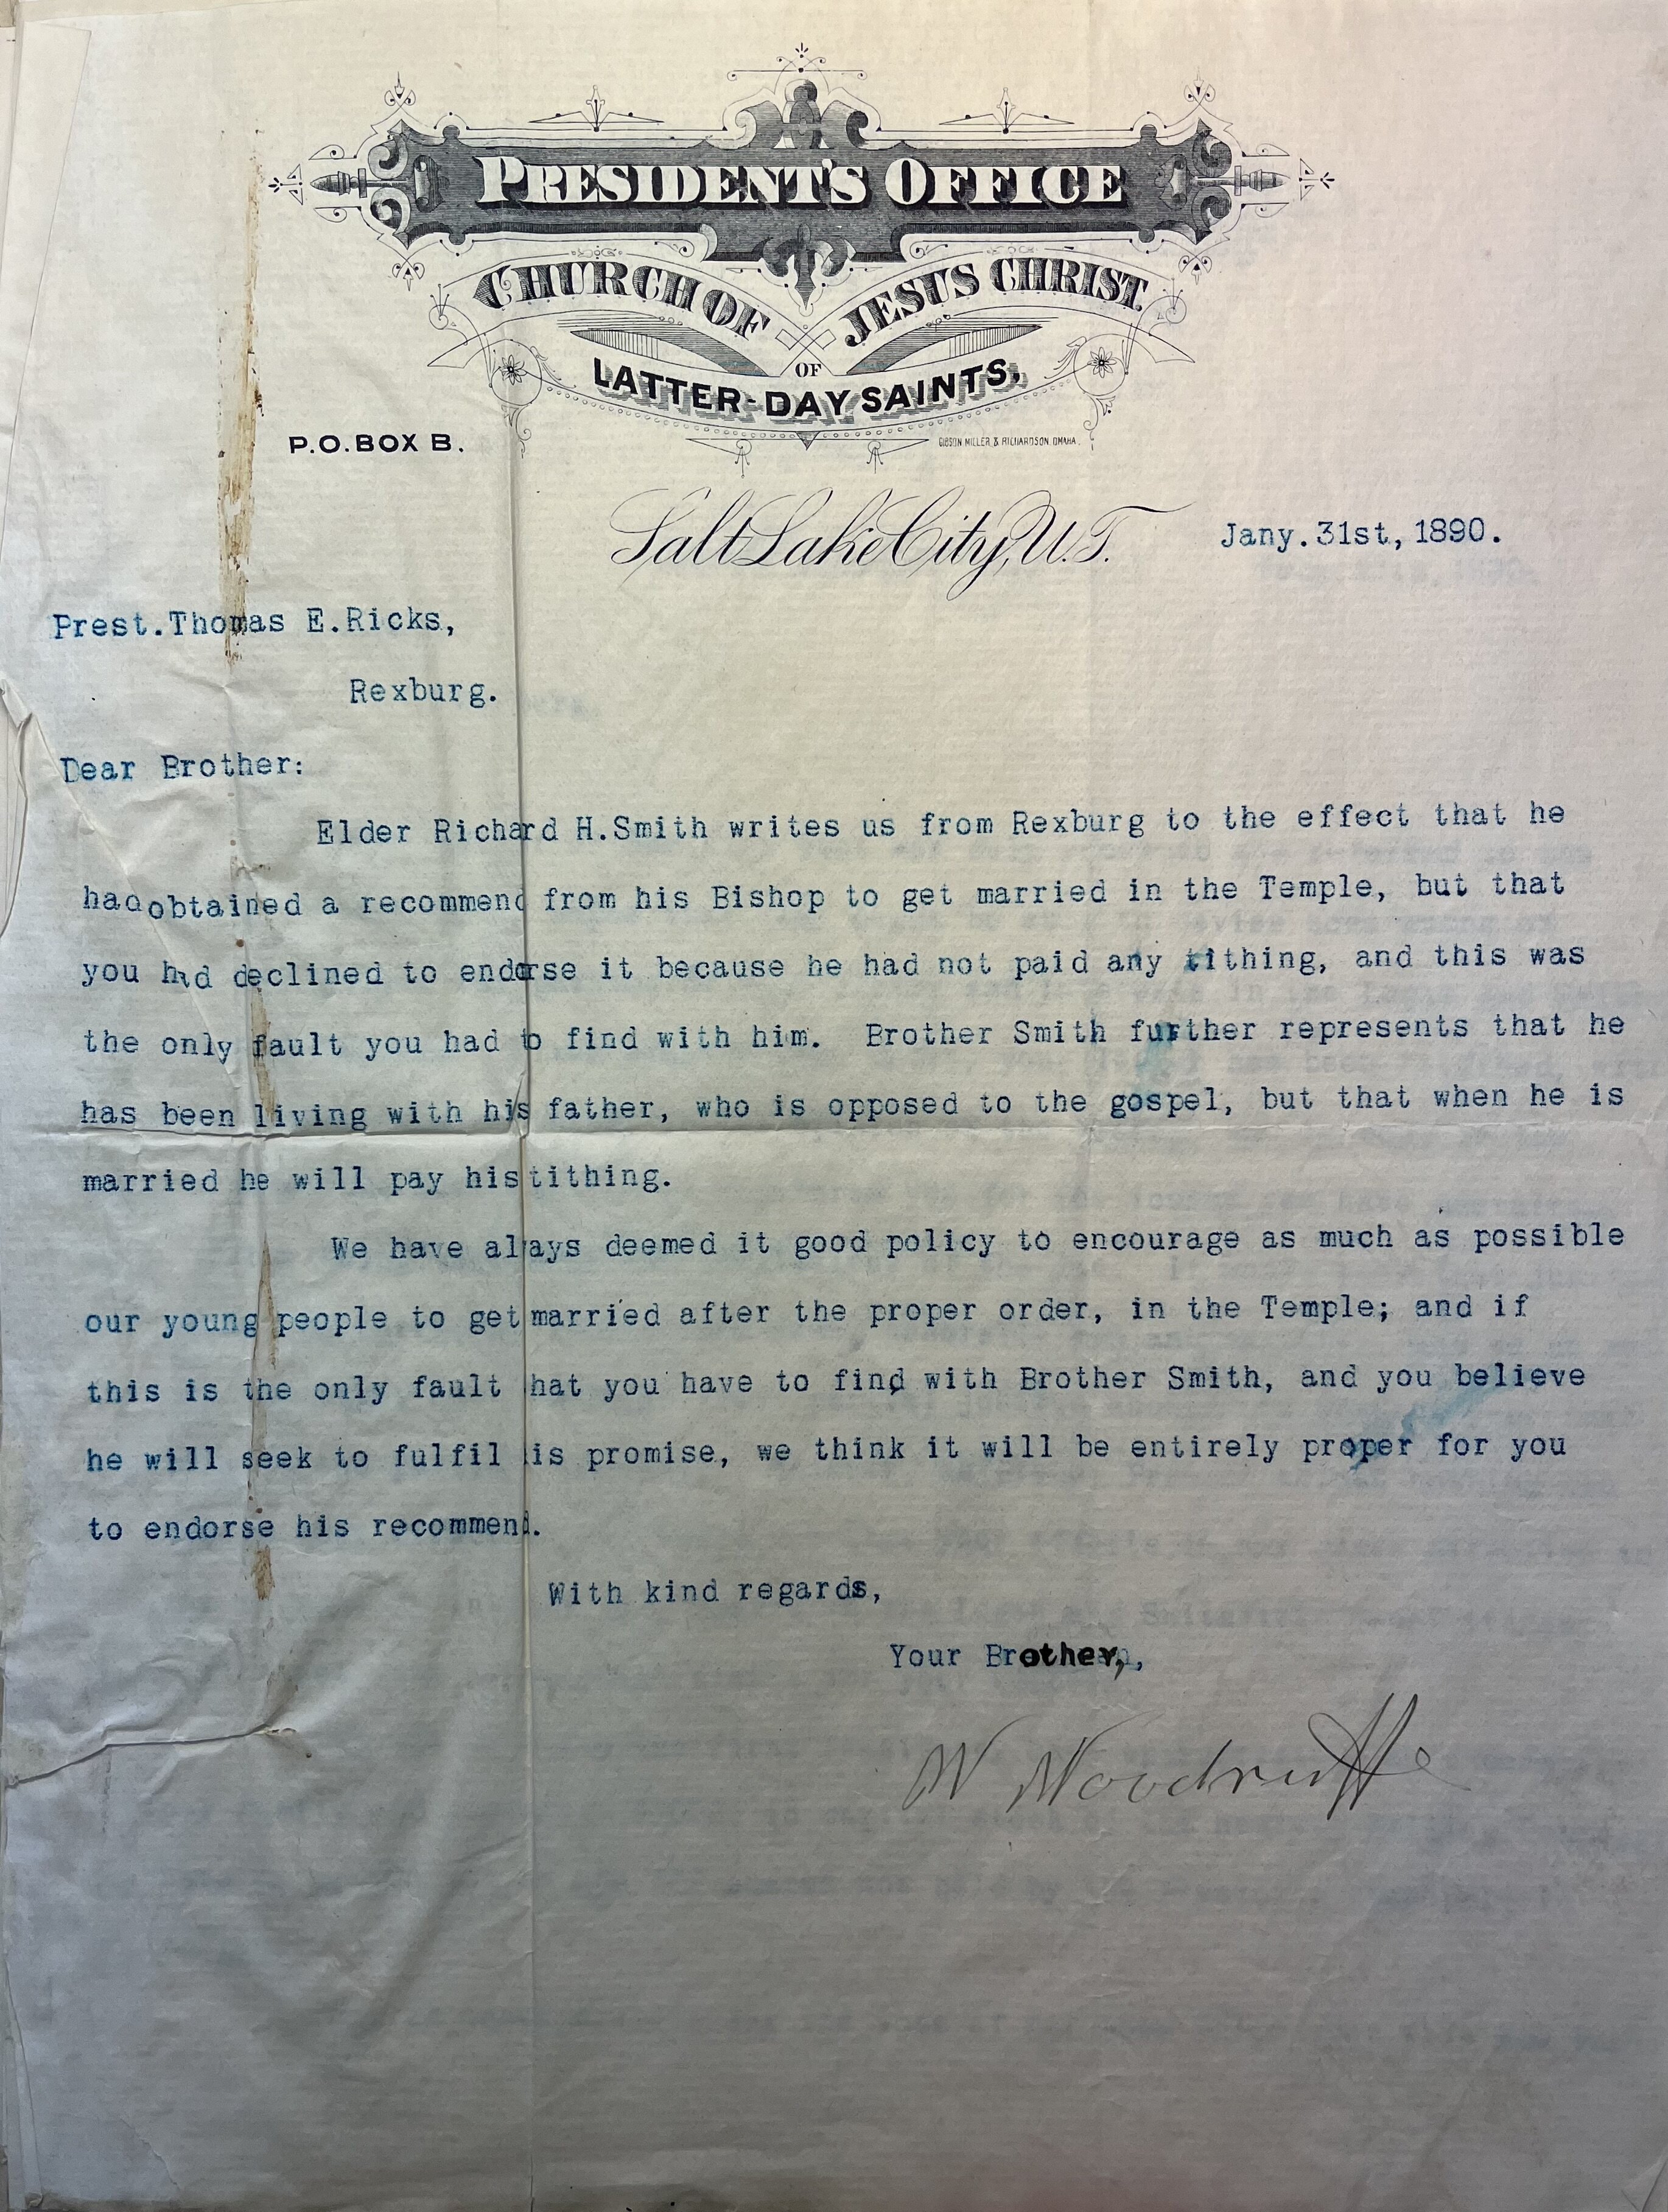 PRESIDENT'S OFFICE
CHURCH OF JESUS CHRIST
OF
LATTER-DAY SAINTS,
P.O. BOX B.
GIBSON MILLER & RICHARDSON, OMAHA.
Salt Lake City, U.T. Jany. 31st, 1890.
Prest. Thomas E. Ricks,
Rexburg.
Dear Brother:
Elder Richard H. Smith writes us from Rexburg to the effect that he
had obtained a recommend from his Bishop to get married in the Temple, but that
you had declined to endorse it because he had not paid any tithing, and this was
the only fault you had to find with him. Brother Smith further represents that he
has been living with his father, who is opposed to the gospel, but that when he is
married he will pay his tithing.
We have always deemed it good policy to encourage as much as possible
our young people to get married after the proper order, in the Temple; and if
this is the only fault that you have to find with Brother Smith, and you believe
he will seek to fulfil his promise, we think it will be entirely proper for you
to endorse his recommend.
With kind regards,
Your Brother,
W Woodruff